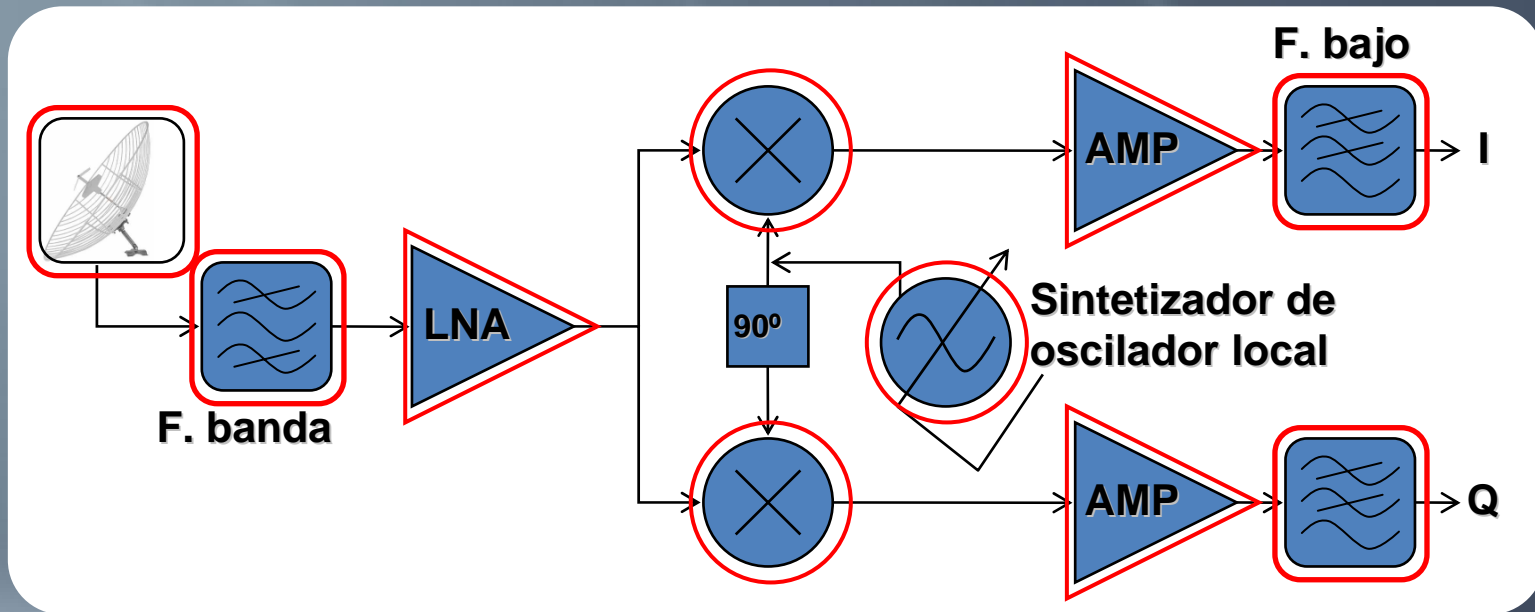 F. bajo
AMP
I
F. banda
LNA
90º
Sintetizador de
oscilador local
AMP
Q